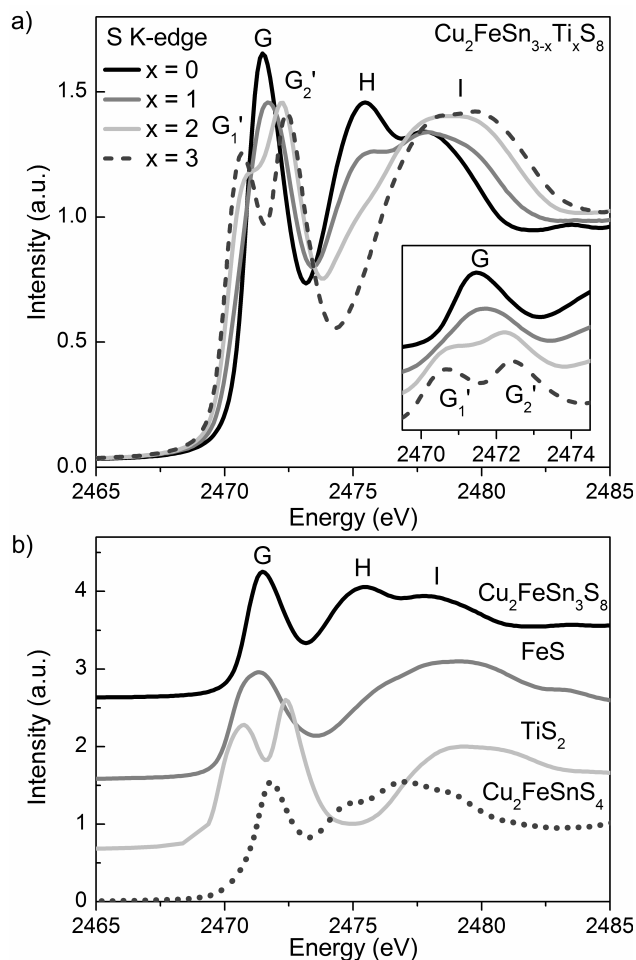 a)
S K-edge
x = 0
x = 1
x = 2
x = 3
Cu₂FeSn₃₋ₓTiₓS₈
G
G₁'
G₂'
H
I
Intensity (a.u.)
1.5
1.0
0.5
0.0
G
G₁'
G₂'
2470 2472 2474
2465 2470 2475 2480 2485
Energy (eV)
b)
G
H
I
Cu₂FeSn₃S₈
FeS
TiS₂
Cu₂FeSnS₄
Intensity (a.u.)
4
3
2
1
0
2465 2470 2475 2480 2485
Energy (eV)